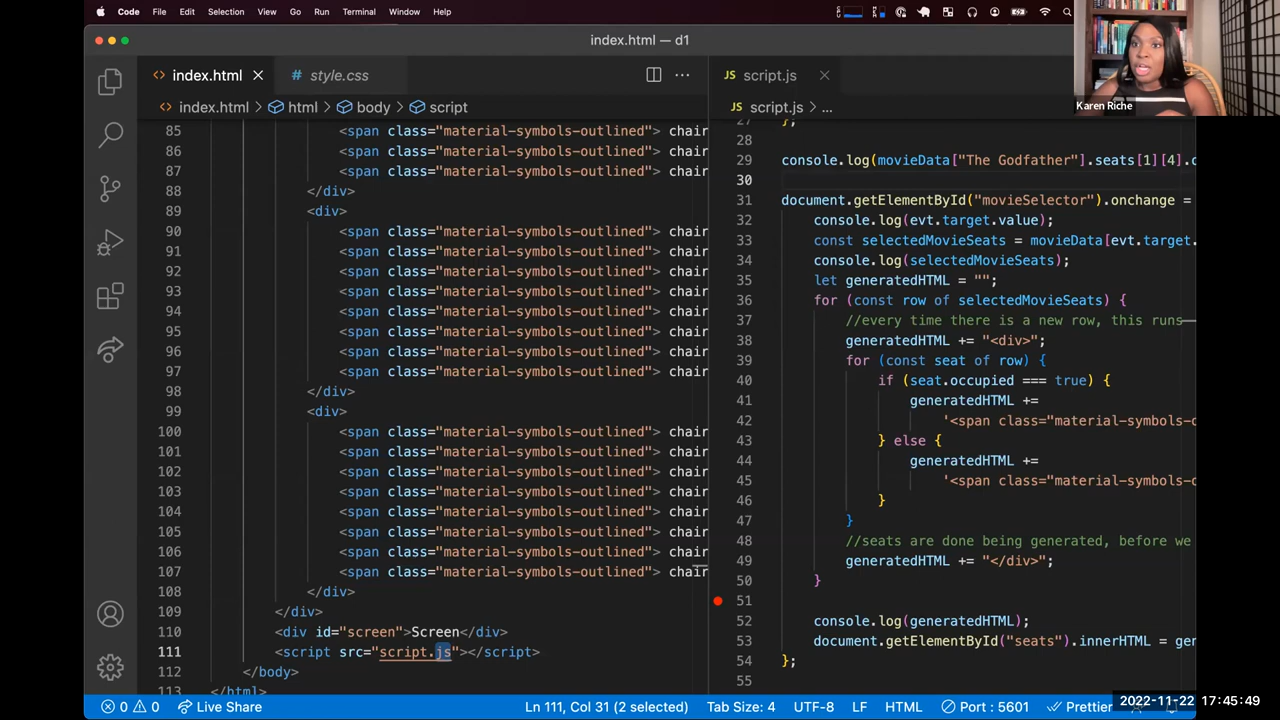 Code File Edit Selection View Go Run Terminal Window Help
index.html — d1
index.html
style.css
index.html > html > body > script
85 <span class="material-symbols-outlined"> chair
86 <span class="material-symbols-outlined"> chair
87 <span class="material-symbols-outlined"> chair
88 </div>
89 <div>
90 <span class="material-symbols-outlined"> chair
91 <span class="material-symbols-outlined"> chair
92 <span class="material-symbols-outlined"> chair
93 <span class="material-symbols-outlined"> chair
94 <span class="material-symbols-outlined"> chair
95 <span class="material-symbols-outlined"> chair
96 <span class="material-symbols-outlined"> chair
97 <span class="material-symbols-outlined"> chair
98 </div>
99 <div>
100 <span class="material-symbols-outlined"> chair
101 <span class="material-symbols-outlined"> chair
102 <span class="material-symbols-outlined"> chair
103 <span class="material-symbols-outlined"> chair
104 <span class="material-symbols-outlined"> chair
105 <span class="material-symbols-outlined"> chair
106 <span class="material-symbols-outlined"> chair
107 <span class="material-symbols-outlined"> chair
108 </div>
109 </div>
110 <div id="screen">Screen</div>
111 <script src="script.js"></script>
112 </body>
113 </html>
JS script.js
JS script.js > ...
27 };
28
29 console.log(movieData["The Godfather"].seats[1][4].
30
31 document.getElementById("movieSelector").onchange =
32 console.log(evt.target.value);
33 const selectedMovieSeats = movieData[evt.target.
34 console.log(selectedMovieSeats);
35 let generatedHTML = "";
36 for (const row of selectedMovieSeats) {
37 //every time there is a new row, this runs
38 generatedHTML += "<div>";
39 for (const seat of row) {
40 if (seat.occupied === true) {
41 generatedHTML +=
42 '<span class="material-symbols-o
43 } else {
44 generatedHTML +=
45 '<span class="material-symbols-o
46 }
47 }
48 //seats are done being generated, before we
49 generatedHTML += "</div>";
50 }
51
52 console.log(generatedHTML);
53 document.getElementById("seats").innerHTML = gen
54 };
55
Karen Riche
0 0 Live Share Ln 111, Col 31 (2 selected) Tab Size: 4 UTF-8 LF HTML Port : 5601 Prettier
2022-11-22 17:45:49